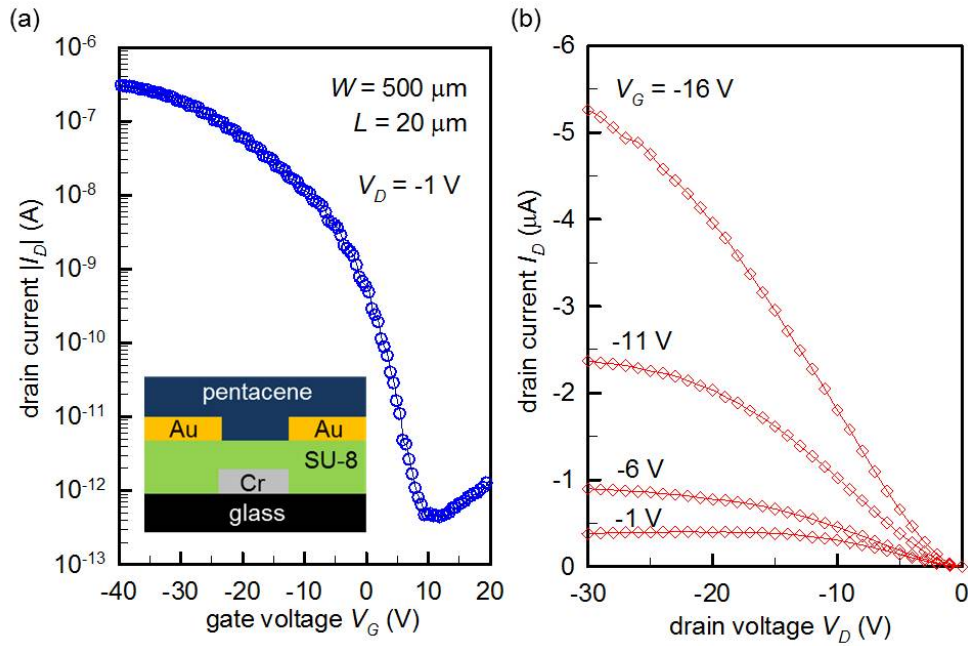 (a)
10⁻⁶
10⁻⁷
10⁻⁸
10⁻⁹
10⁻¹⁰
10⁻¹¹
10⁻¹²
10⁻¹³
drain current |I_D| (A)
W = 500 μm
L = 20 μm
V_D = -1 V
pentacene
Au
Au
SU-8
Cr
glass
-40
-30
-20
-10
0
10
20
gate voltage V_G (V)
(b)
-6
-5
-4
-3
-2
-1
0
drain current I_D (μA)
V_G = -16 V
-11 V
-6 V
-1 V
-30
-20
-10
0
drain voltage V_D (V)